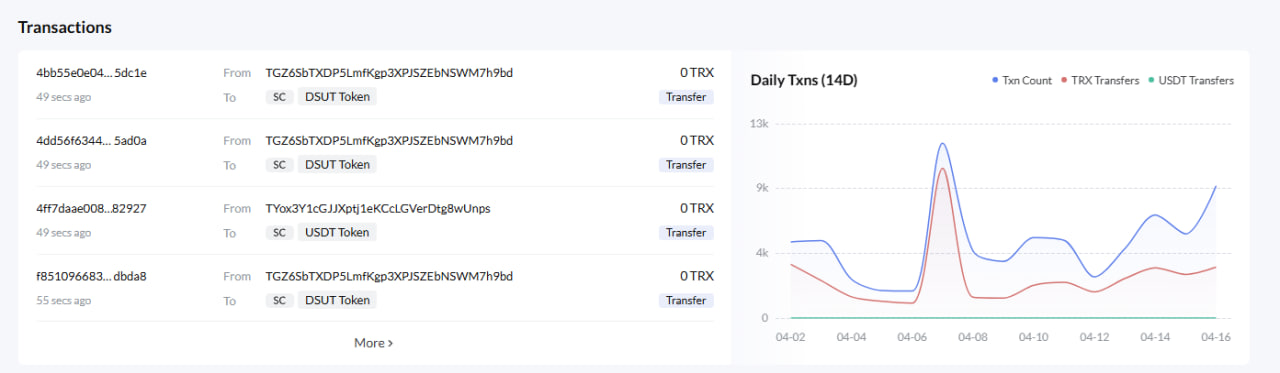 Transactions
4bb55e0e04... 5dc1e From TGZ6SbTXDP5LmfKgp3XPJSZEbNSWM7h9bd 0 TRX
49 secs ago To SC DSUT Token Transfer
4dd56f6344... 5ad0a From TGZ6SbTXDP5LmfKgp3XPJSZEbNSWM7h9bd 0 TRX
49 secs ago To SC DSUT Token Transfer
4ff7daae008...82927 From TYox3Y1cGJJXptj1eKCcLGVerDtg8wUnps 0 TRX
49 secs ago To SC USDT Token Transfer
f851096683... dbda8 From TGZ6SbTXDP5LmfKgp3XPJSZEbNSWM7h9bd 0 TRX
55 secs ago To SC DSUT Token Transfer
More >
Daily Txns (14D) Txn Count TRX Transfers USDT Transfers
13k
9k
4k
0
04-02 04-04 04-06 04-08 04-10 04-12 04-14 04-16